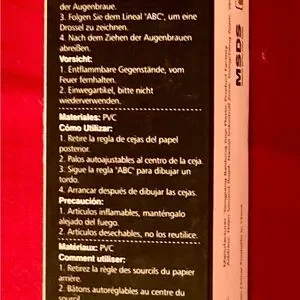 der Augenbraue.
3. Folgen Sie dem Lineal "ABC", um eine
Drossel zu zeichnen.
4. Nach dem Ziehen der Augenbrauen
abreißen.
Vorsicht:
1. Entflammbare Gegenstände, vom
Feuer fernhalten.
2. Einwegartikel, bitte nicht
wiederverwenden.
Materiales: PVC
Cómo Utilizar:
1. Retire la regla de cejas del papel
posterior.
2. Palos autoajustables al centro de la ceja.
3. Sigue la regla "ABC" para dibujar un
tordo.
4. Arrancar después de dibujar las cejas.
Precaución:
1. Artículos inflamables, manténgalo
alejado del fuego.
2. Artículos desechables, no los reutilice.
Matériaux: PVC
Comment utiliser:
1. Retirez la règle des sourcils du papier
arrière.
2. Bâtons autoréglables au centre du
sourcil.
MSDS